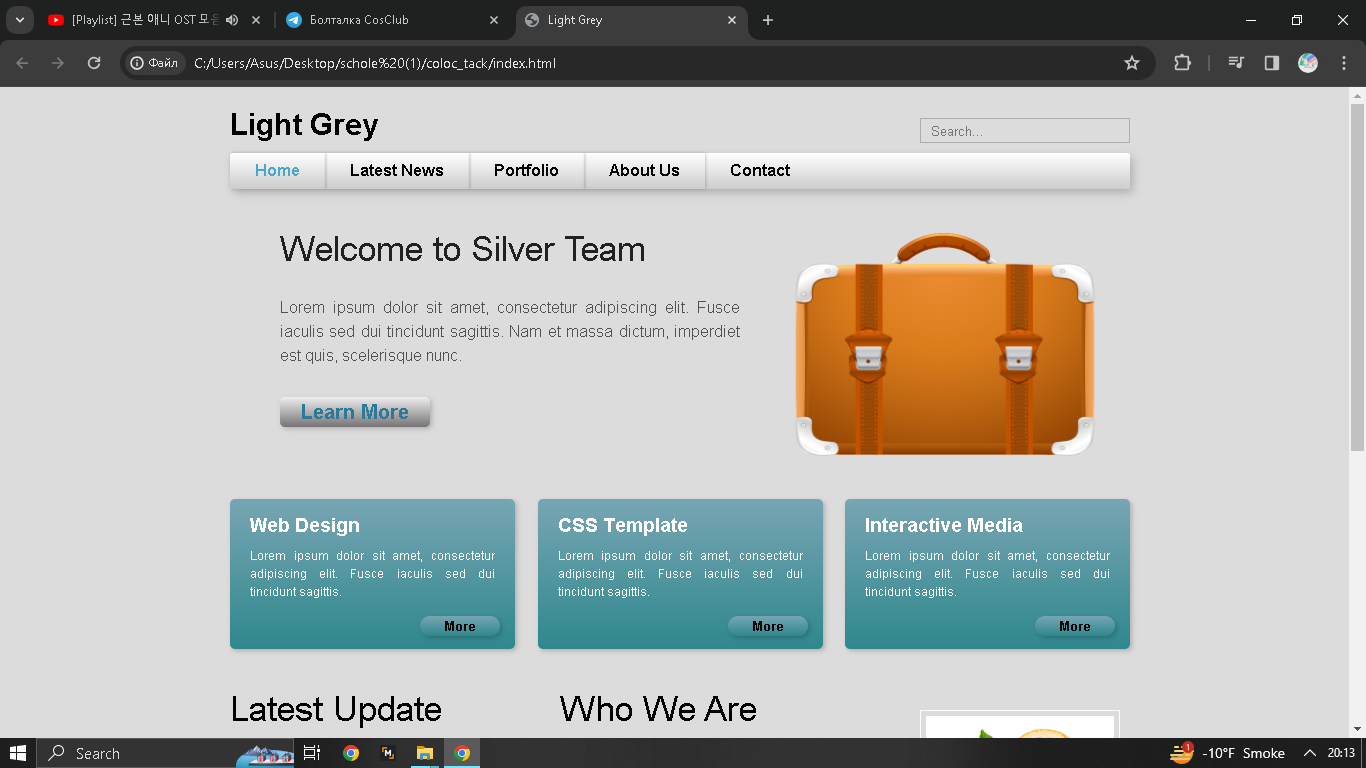 [Playlist] 근본 애니 OST 모음
Болталка CosClub
Light Grey
Файл
C:/Users/Asus/Desktop/schole%20(1)/coloc_tack/index.html
Light Grey
Search...
Home
Latest News
Portfolio
About Us
Contact
Welcome to Silver Team
Lorem ipsum dolor sit amet, consectetur adipiscing elit. Fusce
iaculis sed dui tincidunt sagittis. Nam et massa dictum, imperdiet
est quis, scelerisque nunc.
Learn More
Web Design
Lorem ipsum dolor sit amet, consectetur
adipiscing elit. Fusce iaculis sed dui
tincidunt sagittis.
More
CSS Template
Lorem ipsum dolor sit amet, consectetur
adipiscing elit. Fusce iaculis sed dui
tincidunt sagittis.
More
Interactive Media
Lorem ipsum dolor sit amet, consectetur
adipiscing elit. Fusce iaculis sed dui
tincidunt sagittis.
More
Latest Update
Who We Are
Search
1
-10°F Smoke
20:13